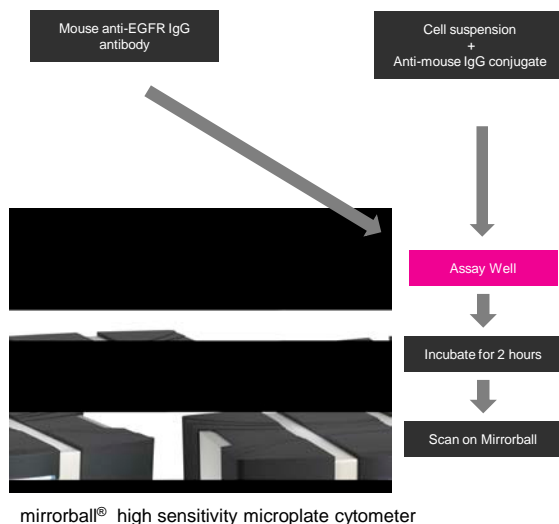 Mouse anti-EGFR IgG
antibody
Cell suspension
+
Anti-mouse IgG conjugate
Assay Well
Incubate for 2 hours
Scan on Mirrorball
mirrorball® high sensitivity microplate cytometer